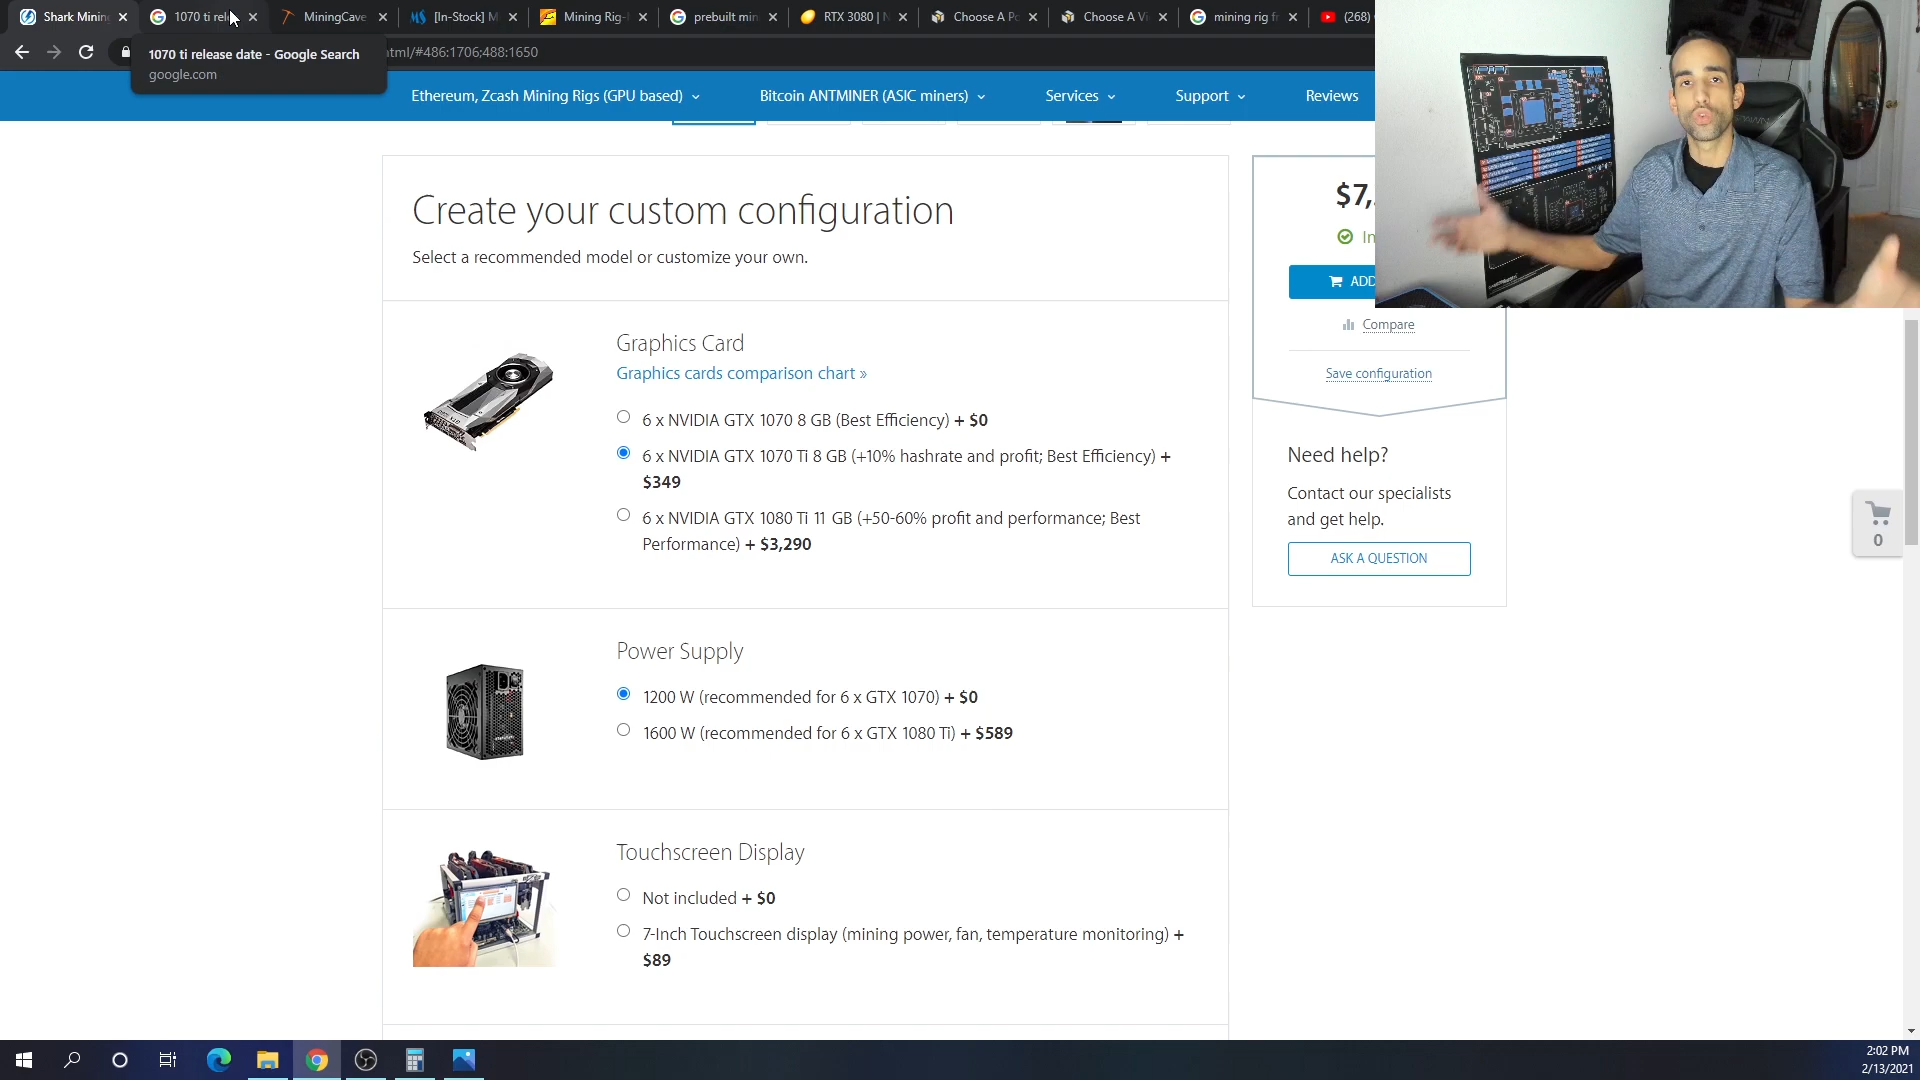 Shark Minin
1070 ti rel
MiningCave
[In-Stock] M
Mining Rig-
prebuilt min
RTX 3080 | N
Choose A Po
Choose A Vi
mining rig fr
(268)
1070 ti release date - Google Search
google.com
tml/#486:1706;488:1650
Ethereum, Zcash Mining Rigs (GPU based)
Bitcoin ANTMINER (ASIC miners)
Services
Support
Reviews
Create your custom configuration
Select a recommended model or customize your own.
Graphics Card
Graphics cards comparison chart »
6 x NVIDIA GTX 1070 8 GB (Best Efficiency) + $0
6 x NVIDIA GTX 1070 Ti 8 GB (+10% hashrate and profit; Best Efficiency) +
$349
6 x NVIDIA GTX 1080 Ti 11 GB (+50-60% profit and performance; Best
Performance) + $3,290
Power Supply
1200 W (recommended for 6 x GTX 1070) + $0
1600 W (recommended for 6 x GTX 1080 Ti) + $589
Touchscreen Display
Not included + $0
7-Inch Touchscreen display (mining power, fan, temperature monitoring) +
$89
$7,
In
ADD
Compare
Save configuration
Need help?
Contact our specialists
and get help.
ASK A QUESTION
0
2:02 PM
2/13/2021